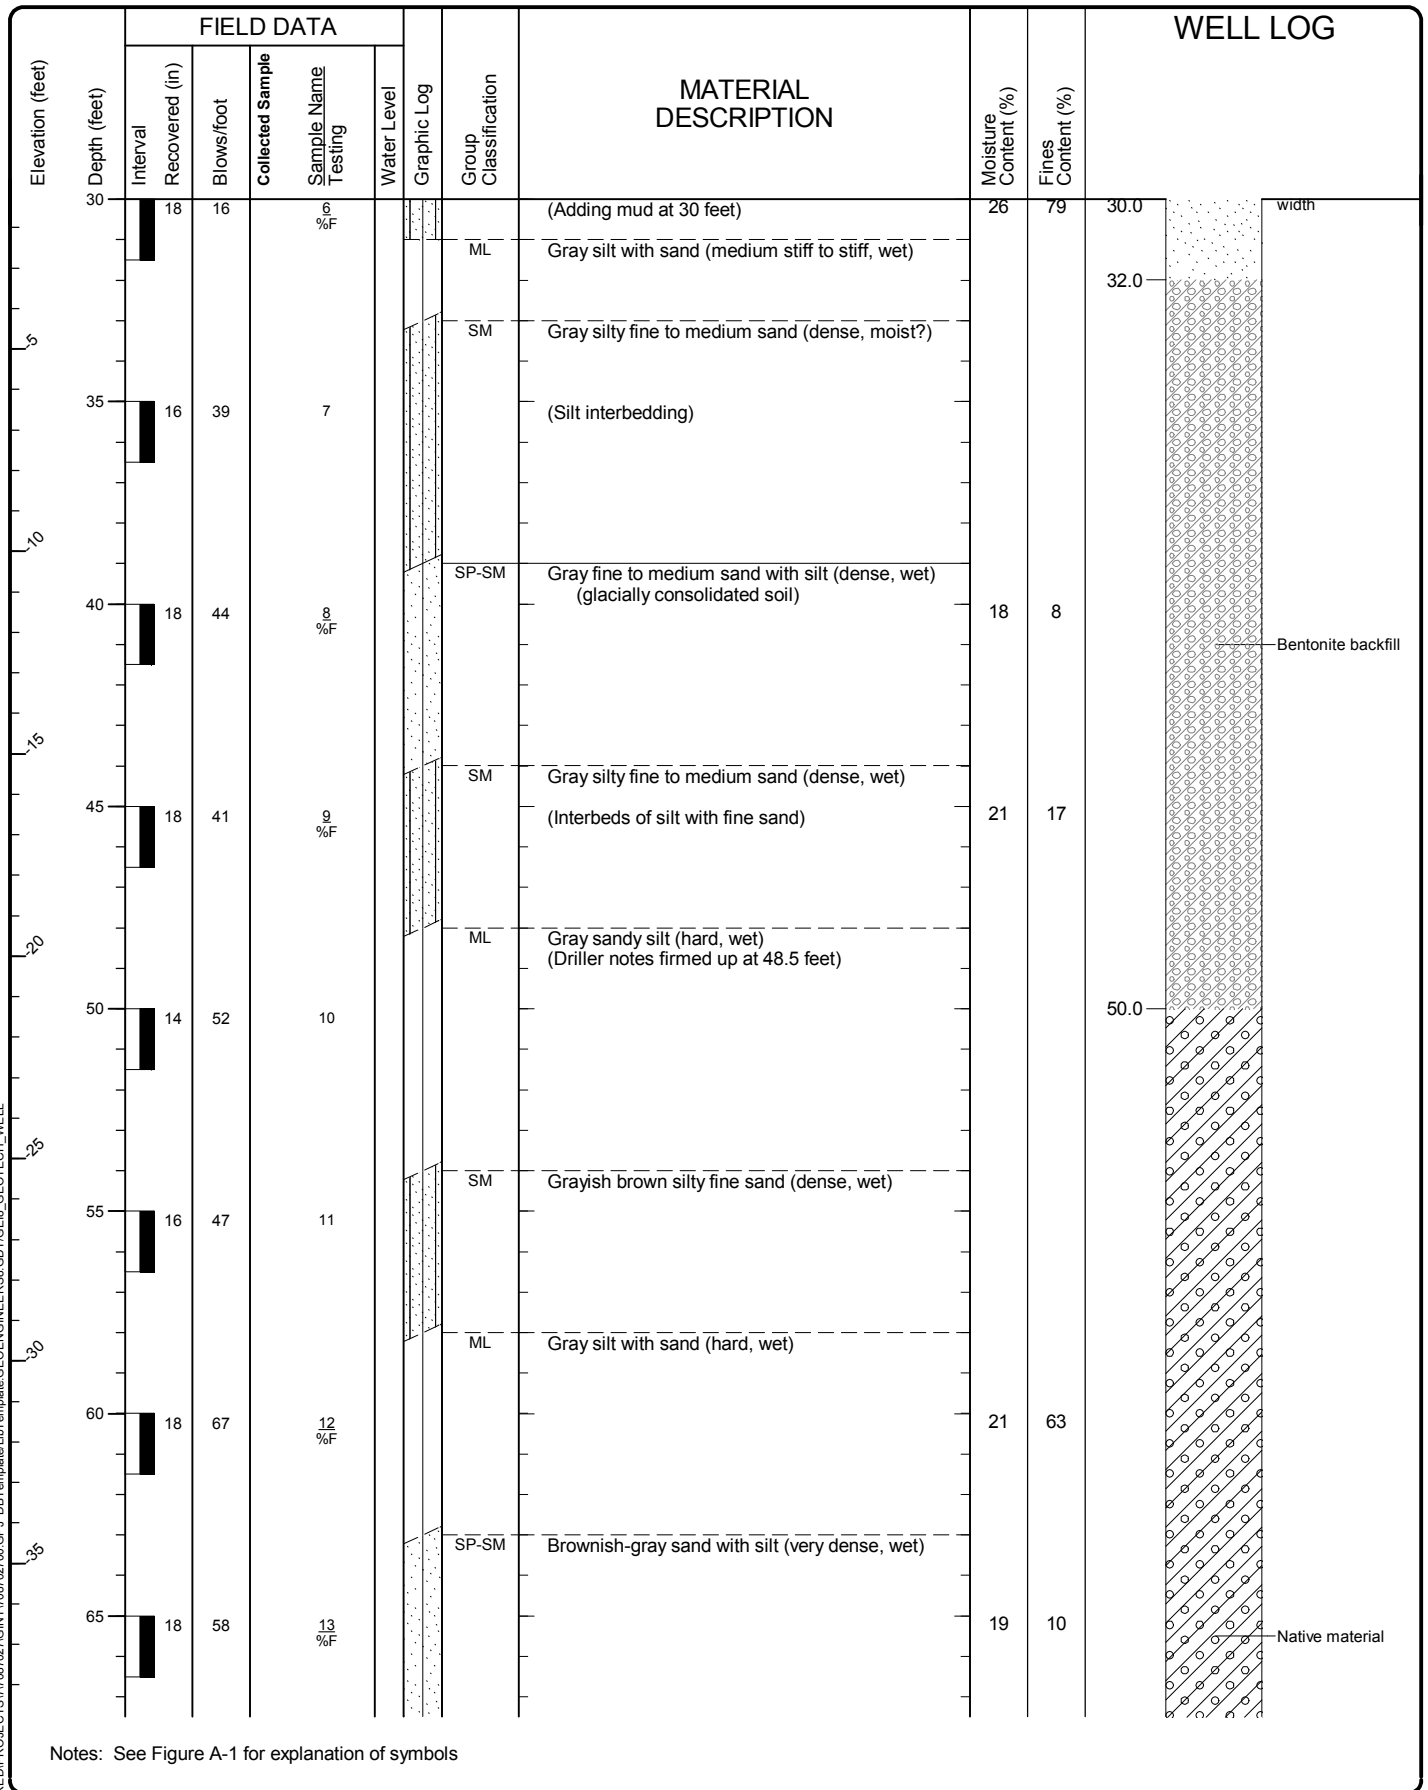 FIELD DATA
WELL LOG
Elevation (feet)
Depth (feet)
Interval
Recovered (in)
Blows/foot
Collected Sample
Sample Name
Testing
Water Level
Graphic Log
Group
Classification
MATERIAL
DESCRIPTION
Moisture
Content (%)
Fines
Content (%)
30 18 16 6 (Adding mud at 30 feet) 26 79 30.0 width
%F
ML Gray silt with sand (medium stiff to stiff, wet)
32.0
SM Gray silty fine to medium sand (dense, moist?)
-5
35 16 39 7 (Silt interbedding)
-10
SP-SM Gray fine to medium sand with silt (dense, wet)
(glacially consolidated soil)
40 18 44 8 18 8
%F
Bentonite backfill
-15
SM Gray silty fine to medium sand (dense, wet)
45 18 41 9 (Interbeds of silt with fine sand) 21 17
%F
ML Gray sandy silt (hard, wet)
-20
(Driller notes firmed up at 48.5 feet)
50 14 52 10 50.0
-25
SM Grayish brown silty fine sand (dense, wet)
55 16 47 11
ML Gray silt with sand (hard, wet)
-30
60 18 67 12 21 63
%F
SP-SM Brownish-gray sand with silt (very dense, wet)
-35
65 18 58 13 19 10
%F
Native material
Notes: See Figure A-1 for explanation of symbols